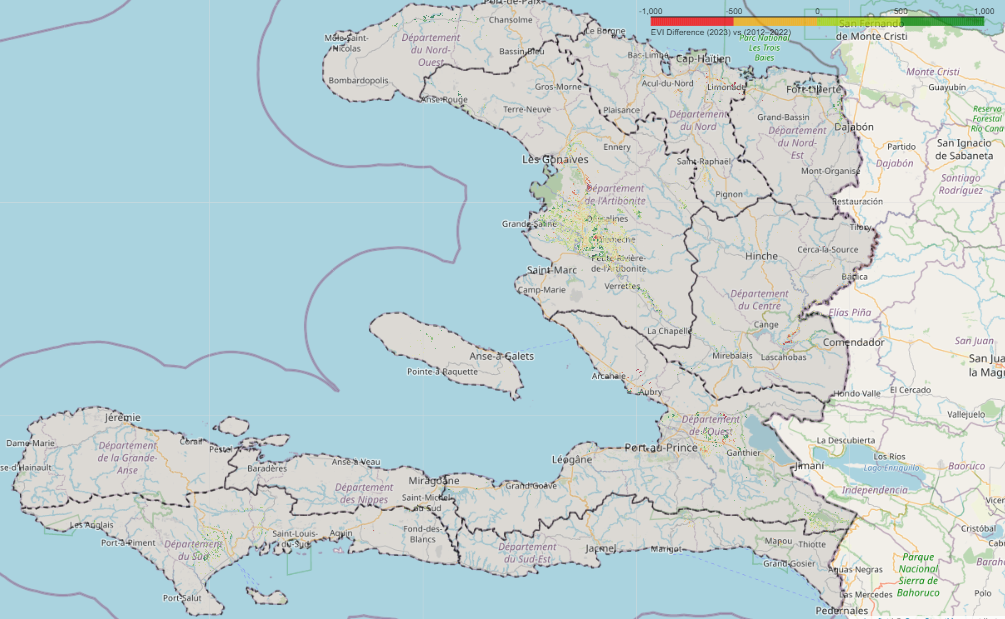 Port-de-Paix
Chansolme
-1,000
-500
0
500
1,000
EVI Difference (2023) vs (2012–2022)
San Fernando
de Monte Cristi
Môle-Saint-
Nicolas
Département
du Nord-
Ouest
Bassin-Bleu
Le Borgne
Bas-Limbé
Cap-Haïtien
Parc National
Les Trois
Baies
Monte Cristi
Bombardopolis
Anse-Rouge
Gros-Morne
Acul-du-Nord
Limonade
Fort-Liberté
Guayubín
Terre-Neuve
Plaisance
Département
du Nord
Grand-Bassin
Département
du Nord-
Est
Dajabón
Reserva
Forestal
Río Cana
Ennery
Partido
San Ignacio
de Sabaneta
Les Gonaïves
Saint-Raphaël
Mont-Organisé
Dajabón
Santiago
Rodríguez
Département
de l'Artibonite
Pignon
Restauración
Grande-Saline
Dessalines
Tilory
Cerca-la-Source
Hinche
Petite-Rivière-
de-l'Artibonite
Saint-Marc
Bánica
Camp-Marie
Verrettes
Département
du Centre
Elías Piña
La Chapelle
Cange
Comendador
San Juan
Anse-à-Galets
Mirebalais
Lascahobas
San Jua
la Magu
Pointe-à-Raquette
Arcahaie
Aubry
Hondo Valle
El Cercado
Jérémie
Département
de l'Ouest
Vallejuelo
Dame-Marie
Corail
Pestel
Port-au-Prince
Ganthier
La Descubierta
Département
de la Grande-
Anse
se-d'Hainault
Baradères
Anse-à-Veau
Léogâne
Jimaní
Los Ríos
Lago Enriquillo
Baoruco
Miragoâne
Grand-Goâve
Département
des Nippes
Saint-Michel-
du-Sud
Independencia
Les Anglais
Port-à-Piment
Département
du Sud
Saint-Louis-
du-Sud
Aquin
Fond-des-
Blancs
Département
du Sud-Est
Jacmel
Marigot
Mapou
Thiotte
Cristóbal
Grand-Gosier
Aguas Negras
Parque
Nacional
Sierra de
Bahoruco
Port-Salut
Las Mercedes
Polo
Pedernales